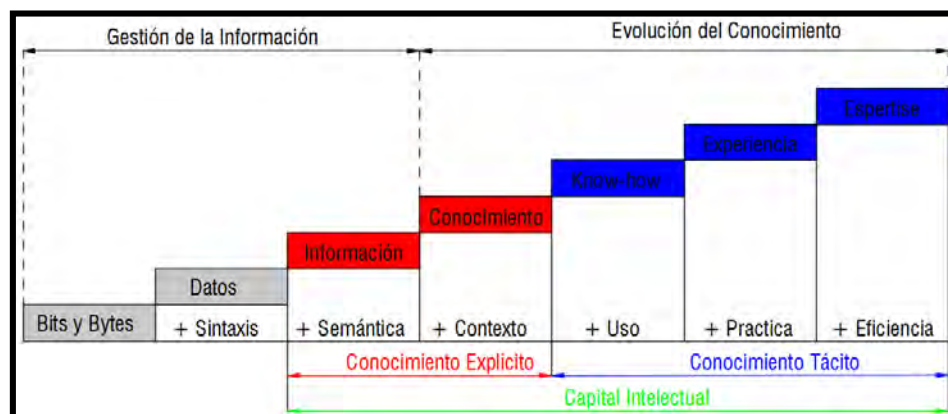 Gestión de la Información
Evolución del Conocimiento
Espertise
Experiencia
Know-how
Conocimiento
Información
Datos
Bits y Bytes
+ Sintaxis
+ Semántica
+ Contexto
+ Uso
+ Practica
+ Eficiencia
Conocimiento Explicito
Conocimiento Tácito
Capital Intelectual